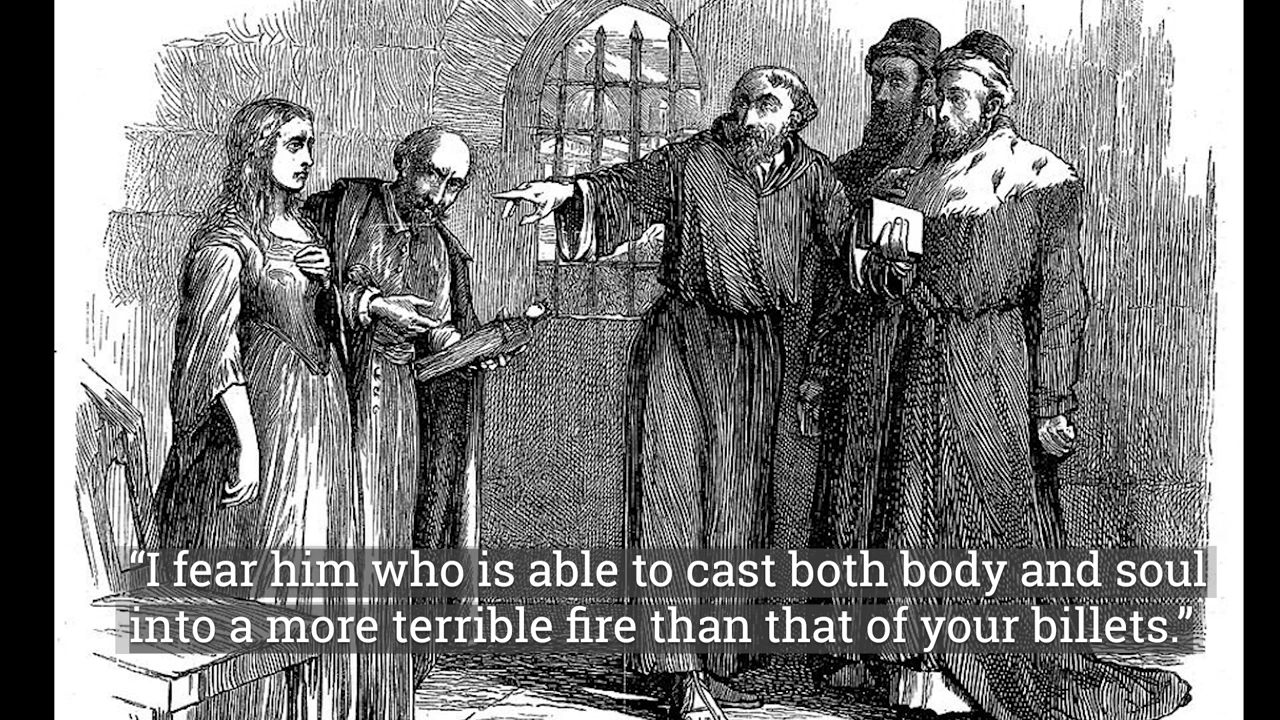 “I fear him who is able to cast both body and soul
into a more terrible fire than that of your billets.”